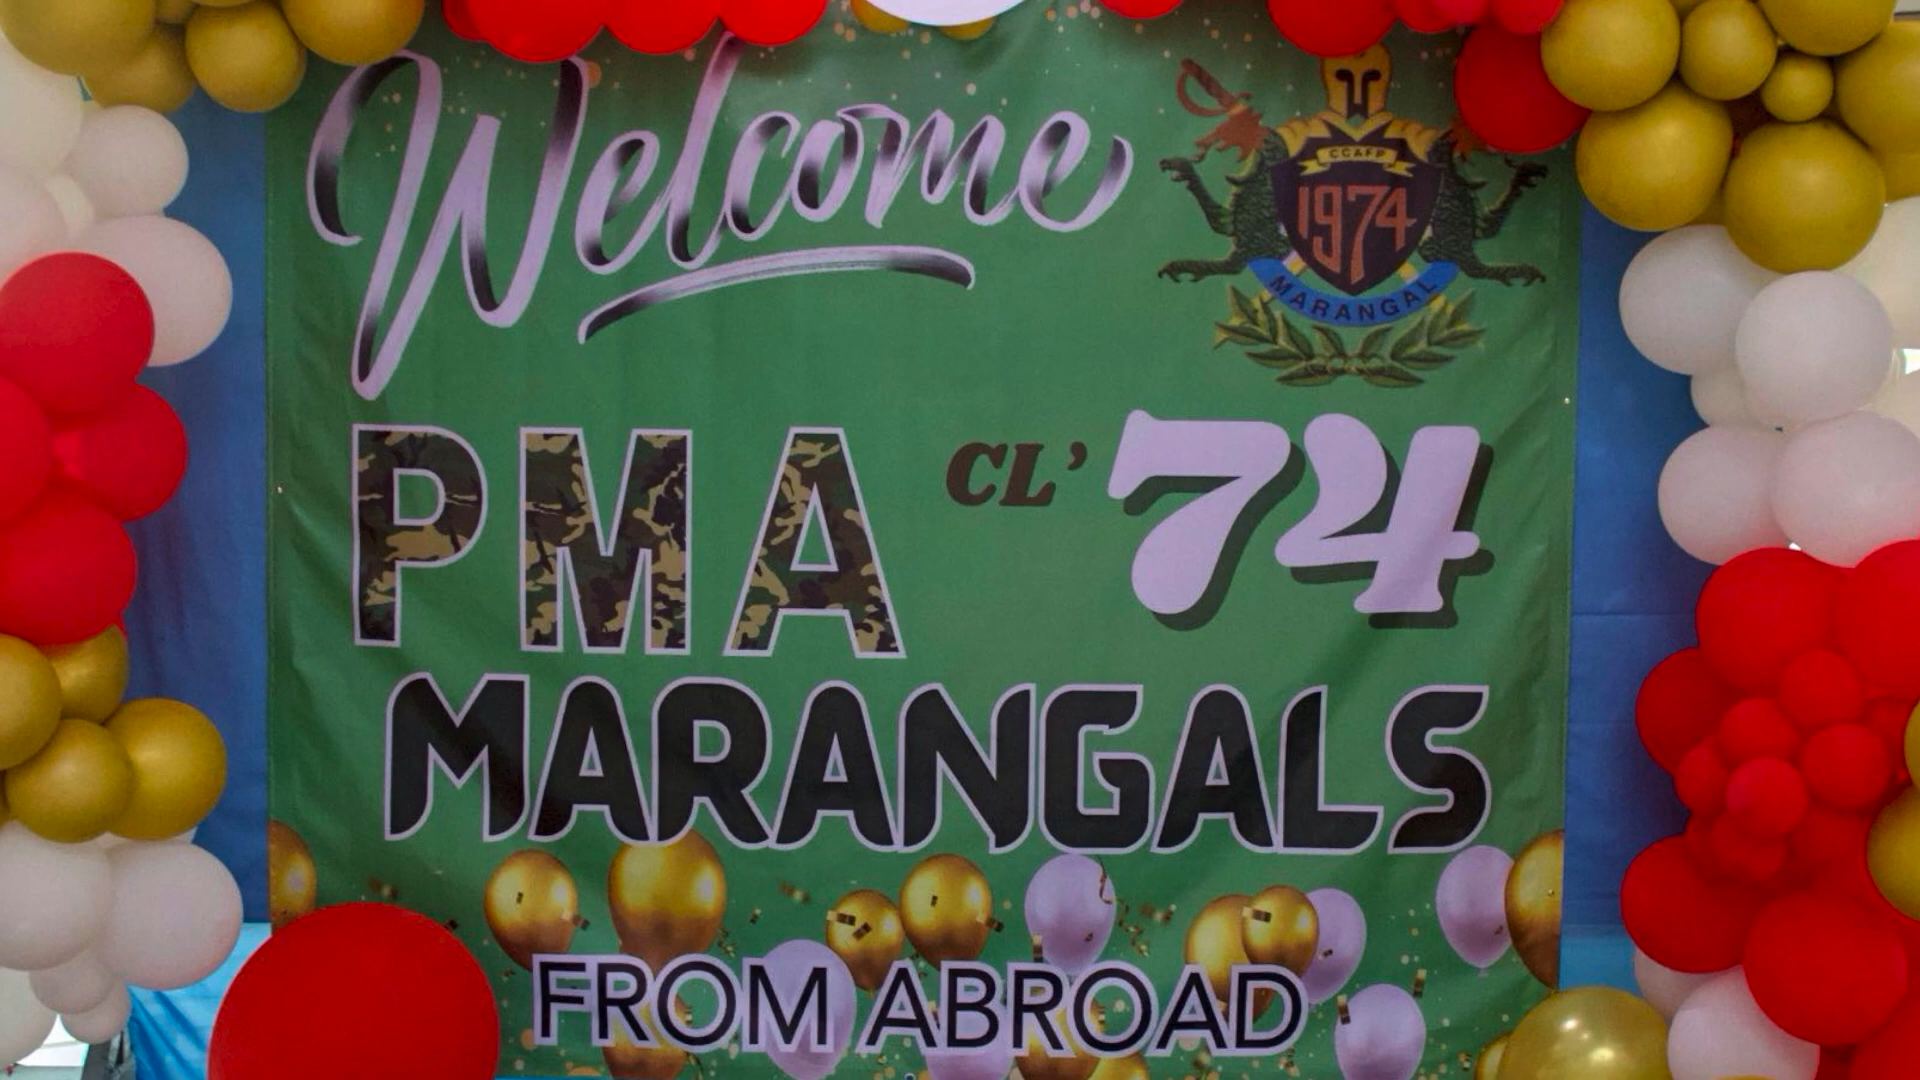 Welcome
CCAFP
1974
MARANGAL
PMA CL' 74
MARANGALS
FROM ABROAD